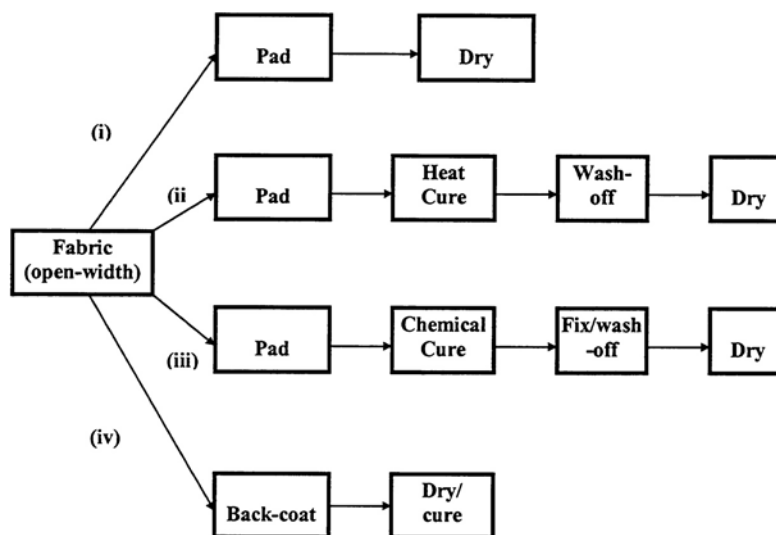 Pad
Dry
(i)
(ii
Pad
Heat
Cure
Wash-
off
Dry
Fabric
(open-width)
(iii)
Pad
Chemical
Cure
Fix/wash
-off
Dry
(iv)
Back-coat
Dry/
cure